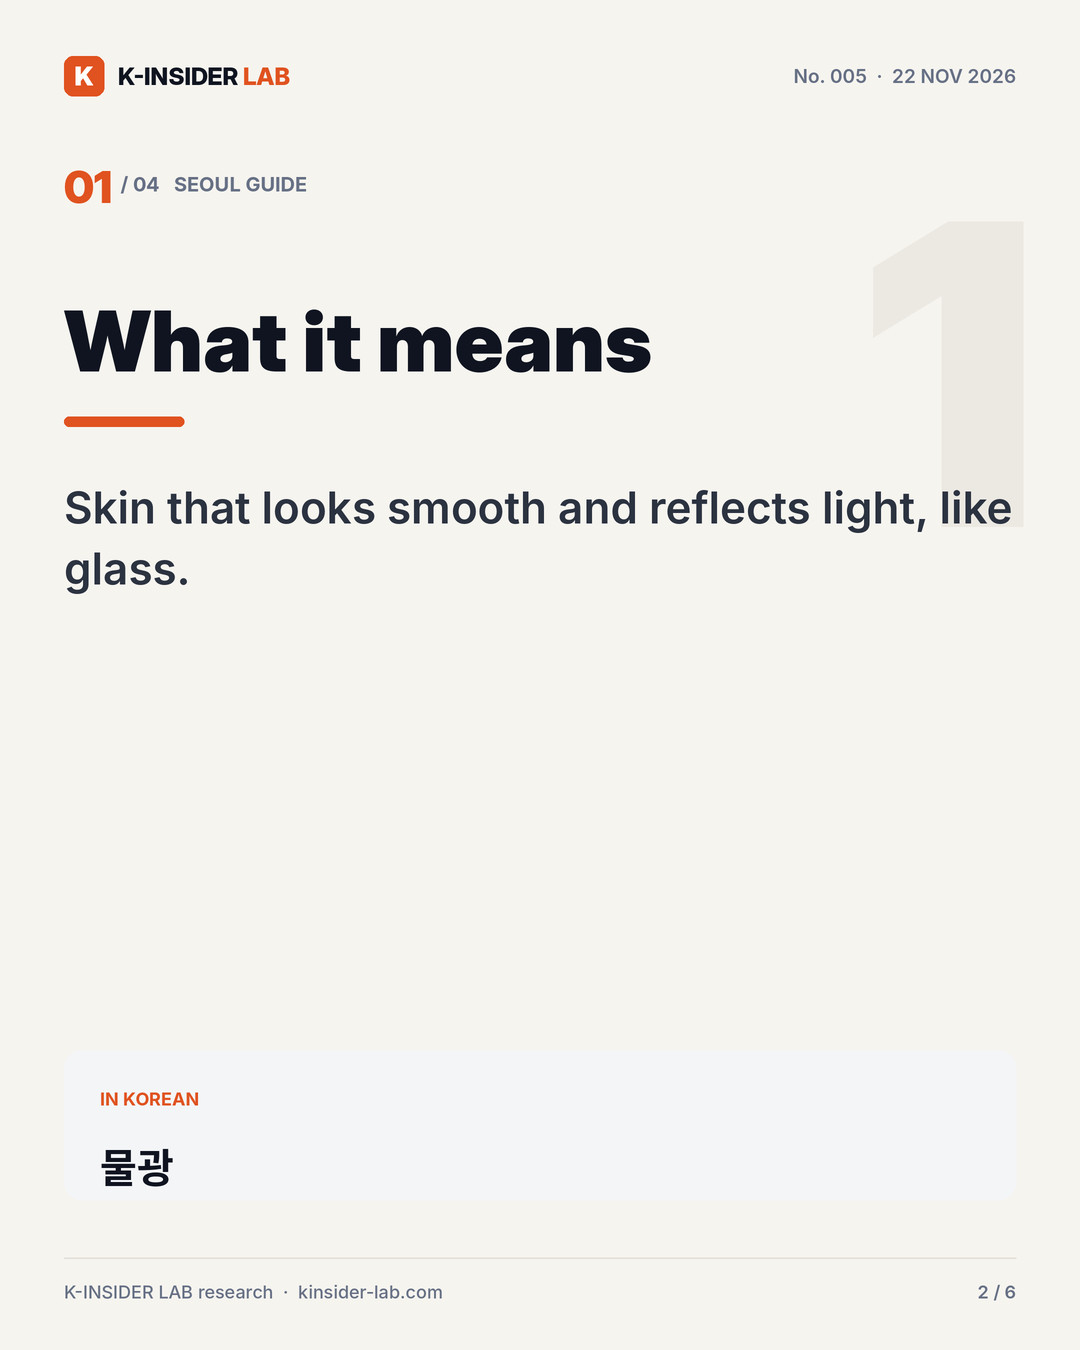 K K-INSIDER LAB
No. 005 · 22 NOV 2026
01 / 04 SEOUL GUIDE
1
What it means
Skin that looks smooth and reflects light, like
glass.
IN KOREAN
물광
K-INSIDER LAB research · kinsider-lab.com
2 / 6